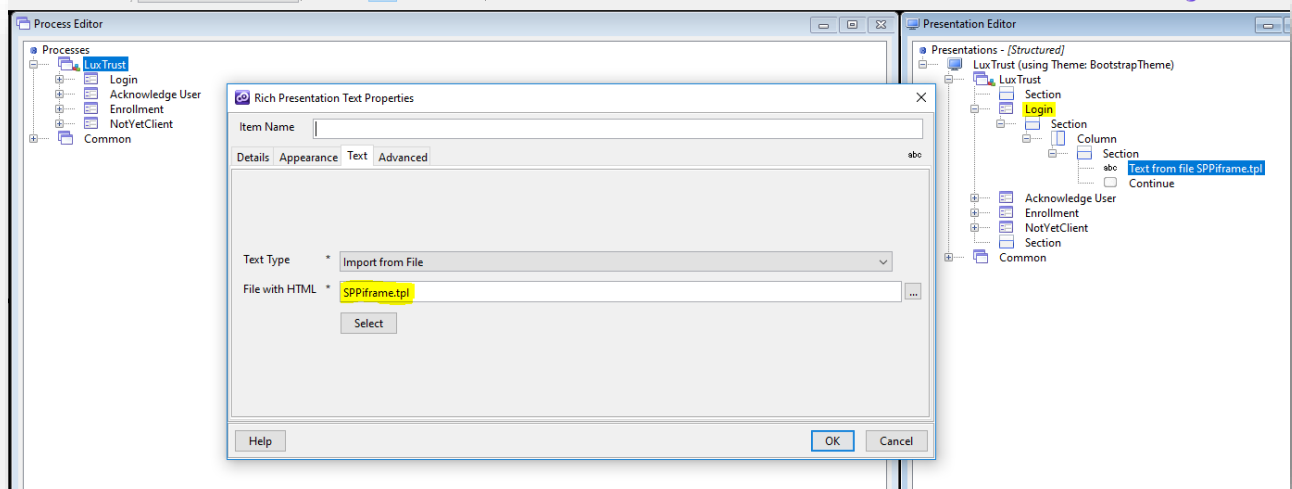 Process Editor
Processes
LuxTrust
Login
Acknowledge User
Enrollment
NotYetClient
Common
Rich Presentation Text Properties
Item Name
Details Appearance Text Advanced abc
Text Type * Import from File
File with HTML * SPPiframe.tpl ...
Select
Help OK Cancel
Presentation Editor
Presentations - [Structured]
LuxTrust (using Theme: BootstrapTheme)
LuxTrust
Section
Login
Section
Column
Section
abc Text from file SPPiframe.tpl
Continue
Acknowledge User
Enrollment
NotYetClient
Section
Common